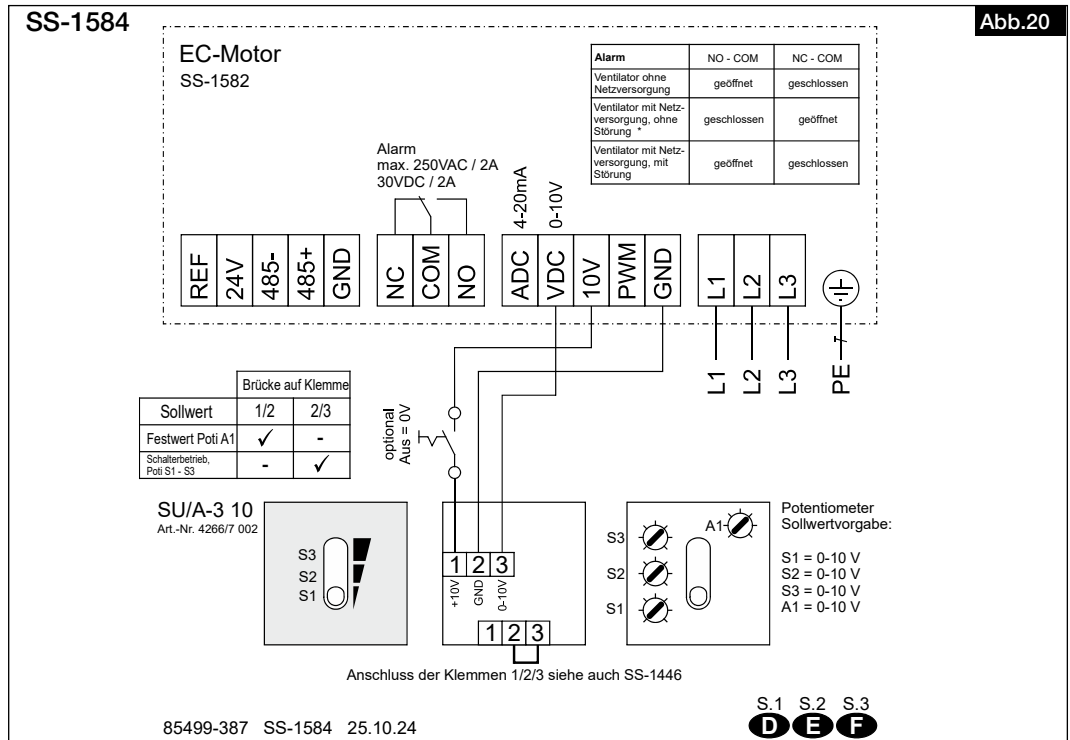 SS-1584
Abb.20
EC-Motor
SS-1582
Alarm NO - COM NC - COM
Ventilator ohne
Netzversorgung
geöffnet geschlossen
Ventilator mit Netz-
versorgung, ohne
Störung *
geschlossen geöffnet
Ventilator mit Netz-
versorgung, mit
Störung
geöffnet geschlossen
Alarm
max. 250VAC / 2A
30VDC / 2A
4-20mA
0-10V
REF
24V
485-
485+
GND
NC
COM
NO
ADC
VDC
10V
PWM
GND
L1
L2
L3
L1
L2
L3
PE
Brücke auf Klemme
Sollwert 1/2 2/3
Festwert Poti A1 ✓ -
Schalterbetrieb,
Poti S1 - S3
- ✓
optional
Aus = 0V
SU/A-3 10
Art.-Nr. 4266/7 002
S3
S2
S1
1 2 3
+10V
GND
0-10V
1 2 3
S3
S2
S1
A1
Potentiometer
Sollwertvorgabe:
S1 = 0-10 V
S2 = 0-10 V
S3 = 0-10 V
A1 = 0-10 V
Anschluss der Klemmen 1/2/3 siehe auch SS-1446
85499-387 SS-1584 25.10.24
S.1 S.2 S.3
D E F